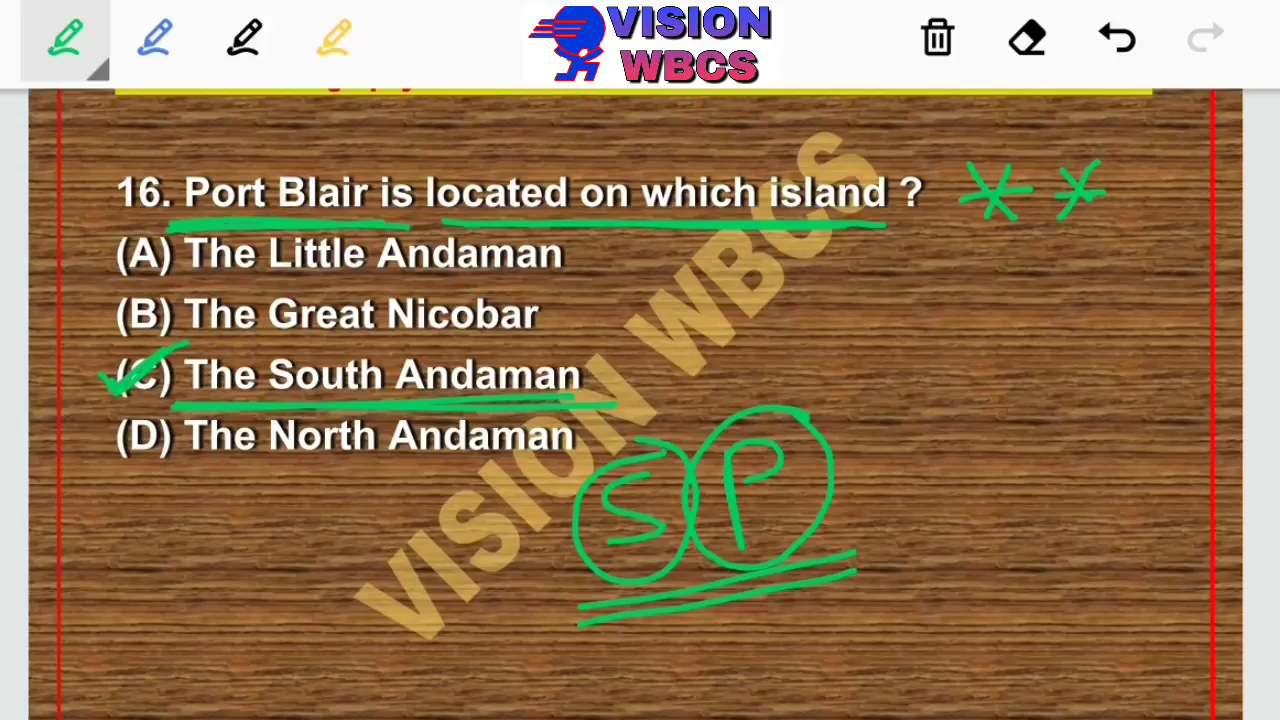 VISION
WBCS
16. Port Blair is located on which island ?
(A) The Little Andaman
(B) The Great Nicobar
(C) The South Andaman
(D) The North Andaman
S P
VISION WBCS